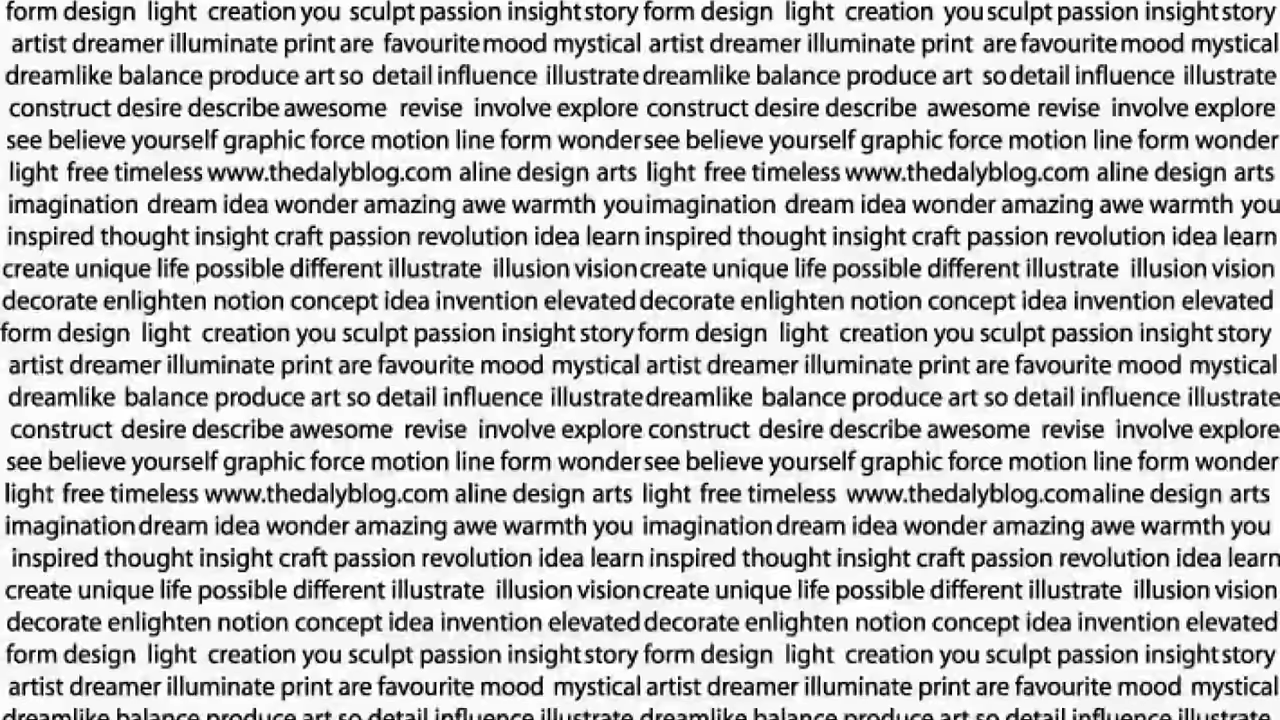 form design light creation you sculpt passion insight story form design light creation you sculpt passion insight story
artist dreamer illuminate print are favourite mood mystical artist dreamer illuminate print are favourite mood mystical
dreamlike balance produce art so detail influence illustrate dreamlike balance produce art so detail influence illustrate
construct desire describe awesome revise involve explore construct desire describe awesome revise involve explore
see believe yourself graphic force motion line form wonder see believe yourself graphic force motion line form wonder
light free timeless www.thedalyblog.com aline design arts light free timeless www.thedalyblog.com aline design arts
imagination dream idea wonder amazing awe warmth you imagination dream idea wonder amazing awe warmth you
inspired thought insight craft passion revolution idea learn inspired thought insight craft passion revolution idea learn
create unique life possible different illustrate illusion vision create unique life possible different illustrate illusion vision
decorate enlighten notion concept idea invention elevated decorate enlighten notion concept idea invention elevated
form design light creation you sculpt passion insight story form design light creation you sculpt passion insight story
artist dreamer illuminate print are favourite mood mystical artist dreamer illuminate print are favourite mood mystical
dreamlike balance produce art so detail influence illustrate dreamlike balance produce art so detail influence illustrate
construct desire describe awesome revise involve explore construct desire describe awesome revise involve explore
see believe yourself graphic force motion line form wonder see believe yourself graphic force motion line form wonder
light free timeless www.thedalyblog.com aline design arts light free timeless www.thedalyblog.com aline design arts
imagination dream idea wonder amazing awe warmth you imagination dream idea wonder amazing awe warmth you
inspired thought insight craft passion revolution idea learn inspired thought insight craft passion revolution idea learn
create unique life possible different illustrate illusion vision create unique life possible different illustrate illusion vision
decorate enlighten notion concept idea invention elevated decorate enlighten notion concept idea invention elevated
form design light creation you sculpt passion insight story form design light creation you sculpt passion insight story
artist dreamer illuminate print are favourite mood mystical artist dreamer illuminate print are favourite mood mystical
dreamlike balance produce art so detail influence illustrate dreamlike balance produce art so detail influence illustrate